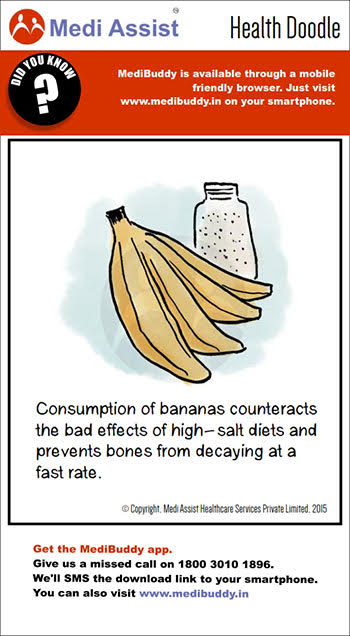 Medi Assist
Health Doodle
DID YOU KNOW
?
MediBuddy is available through a mobile
friendly browser. Just visit
www.medibuddy.in on your smartphone.
Consumption of bananas counteracts
the bad effects of high-salt diets and
prevents bones from decaying at a
fast rate.
© Copyright, Medi Assist Healthcare Services Private Limited. 2015
Get the MediBuddy app.
Give us a missed call on 1800 3010 1896.
We'll SMS the download link to your smartphone.
You can also visit www.medibuddy.in